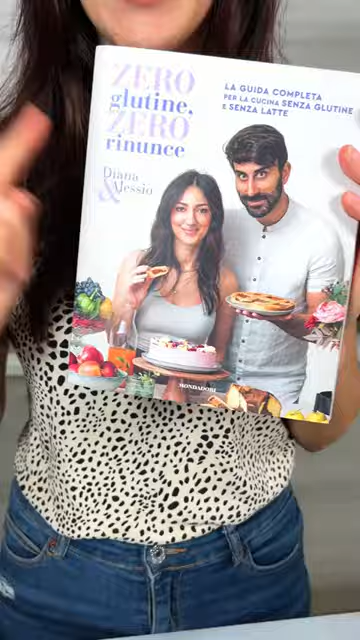 ZERO
glutine,
ZERO
rinunce
Diana
& Alessio
LA GUIDA COMPLETA
PER LA CUCINA SENZA GLUTINE
E SENZA LATTE
MONDADORI